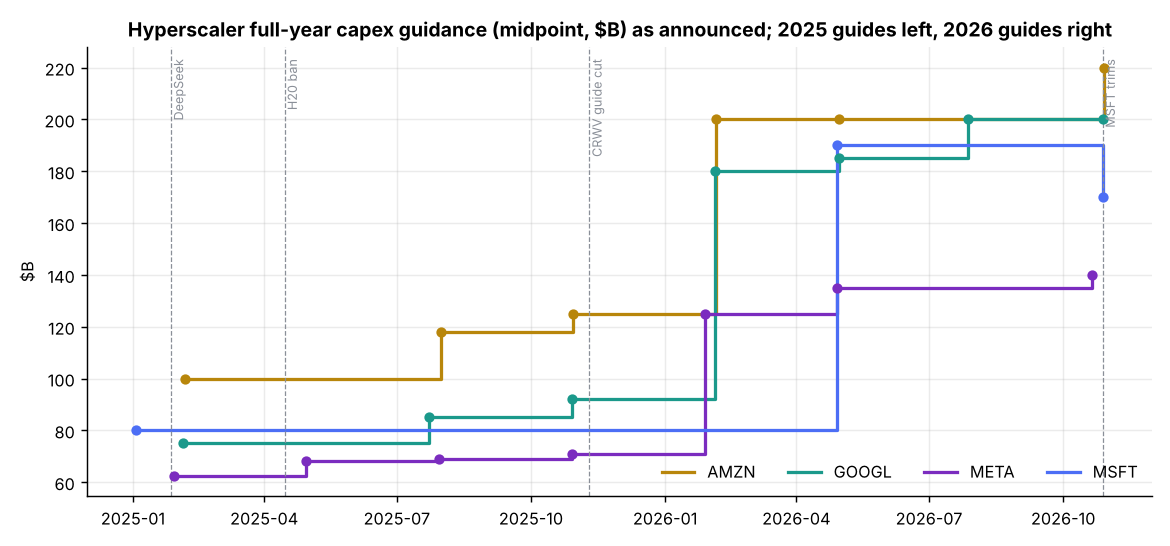 Hyperscaler full-year capex guidance (midpoint, $B) as announced; 2025 guides left, 2026 guides right
$B
220
200
180
160
140
120
100
80
60
DeepSeek
H20 ban
CRWV guide cut
MSFT trims
AMZN
GOOGL
META
MSFT
2025-01
2025-04
2025-07
2025-10
2026-01
2026-04
2026-07
2026-10